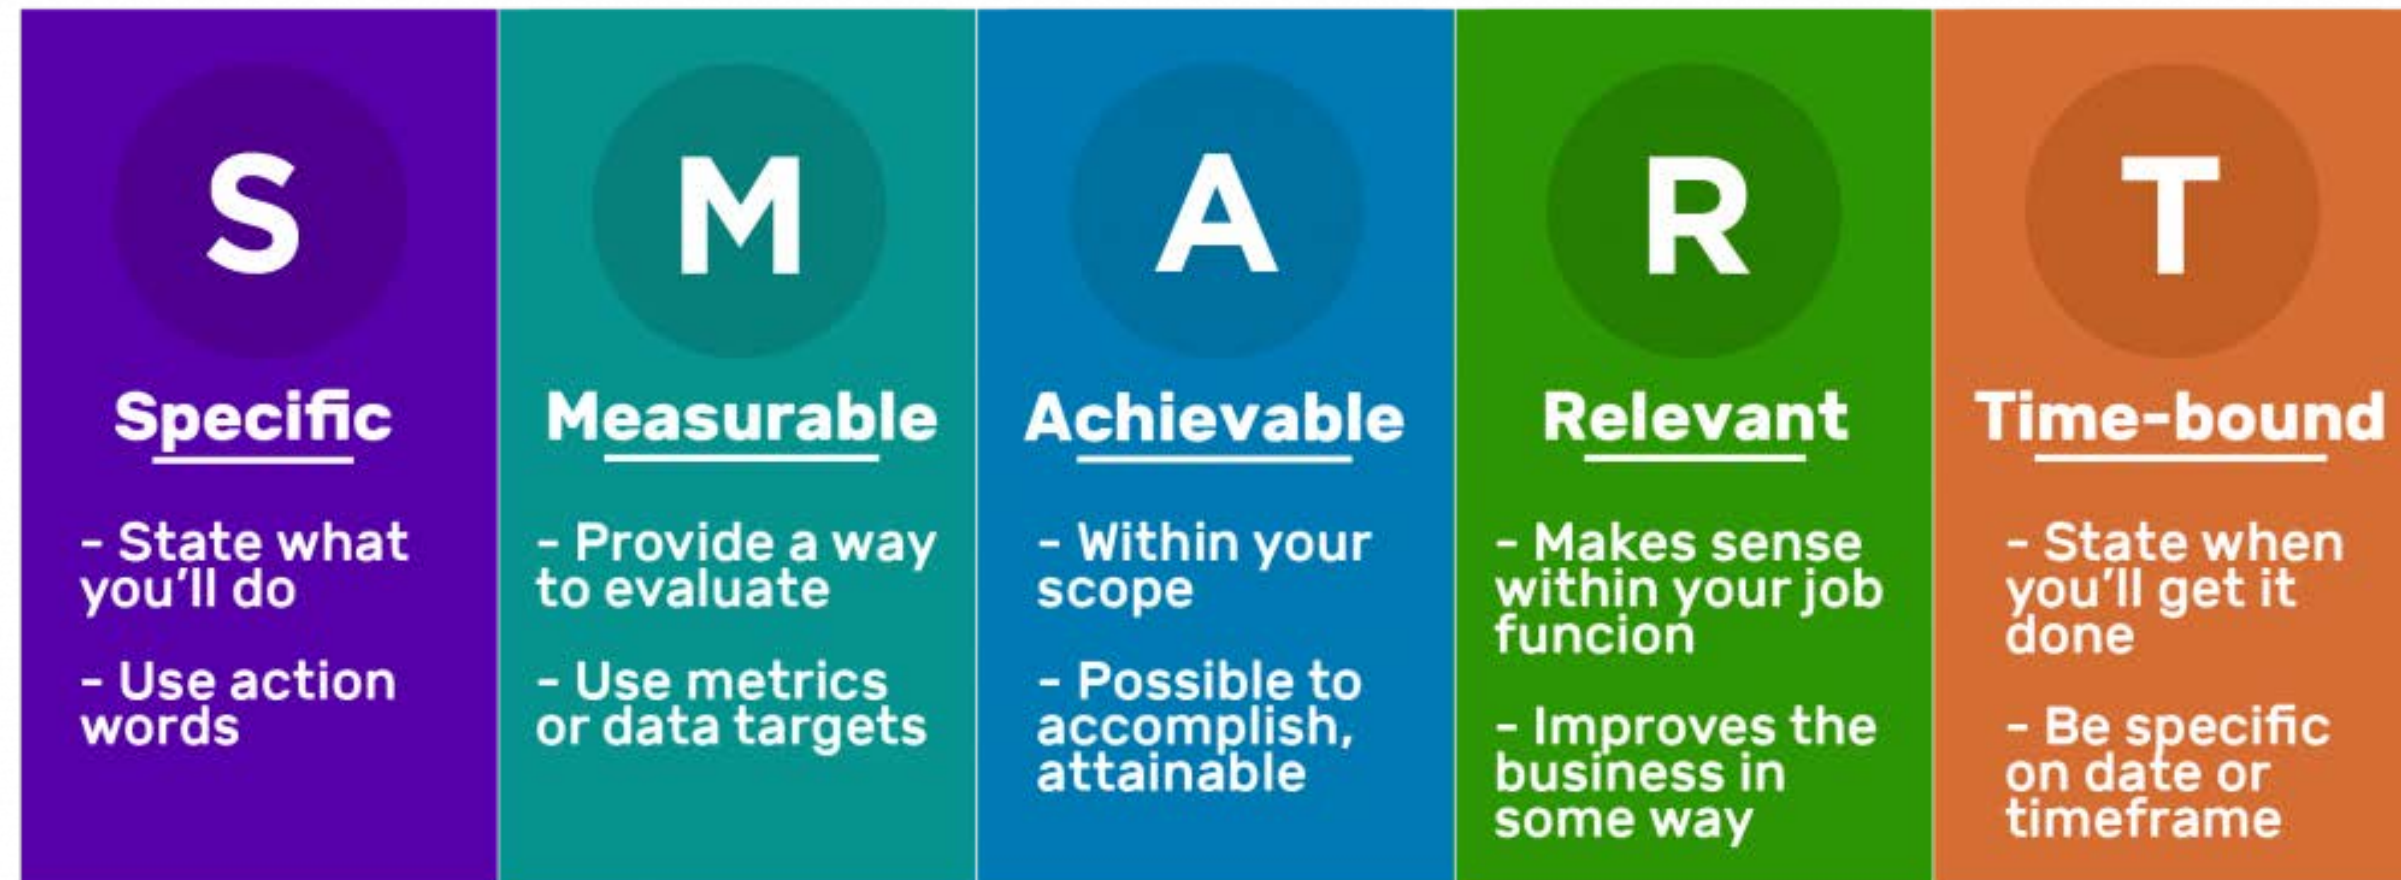 S
Specific
- State what
you'll do
- Use action
words
M
Measurable
- Provide a way
to evaluate
- Use metrics
or data targets
A
Achievable
- Within your
scope
- Possible to
accomplish,
attainable
R
Relevant
- Makes sense
within your job
funcion
- Improves the
business in
some way
T
Time-bound
- State when
you'll get it
done
- Be specific
on date or
timeframe